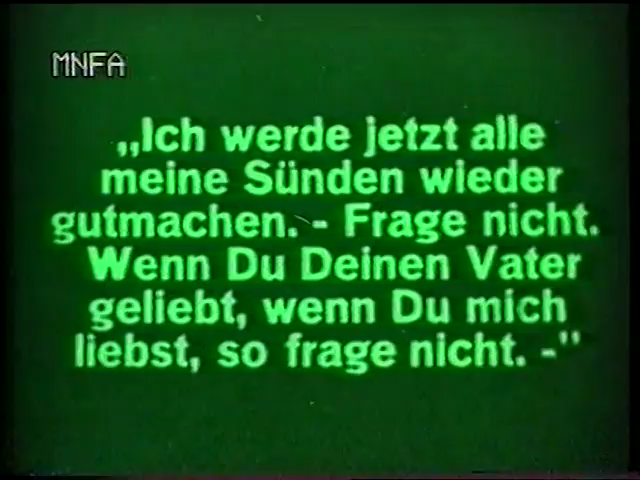 MNFA
„Ich werde jetzt alle
meine Sünden wieder
gutmachen. - Frage nicht.
Wenn Du Deinen Vater
geliebt, wenn Du mich
liebst, so frage nicht. -"